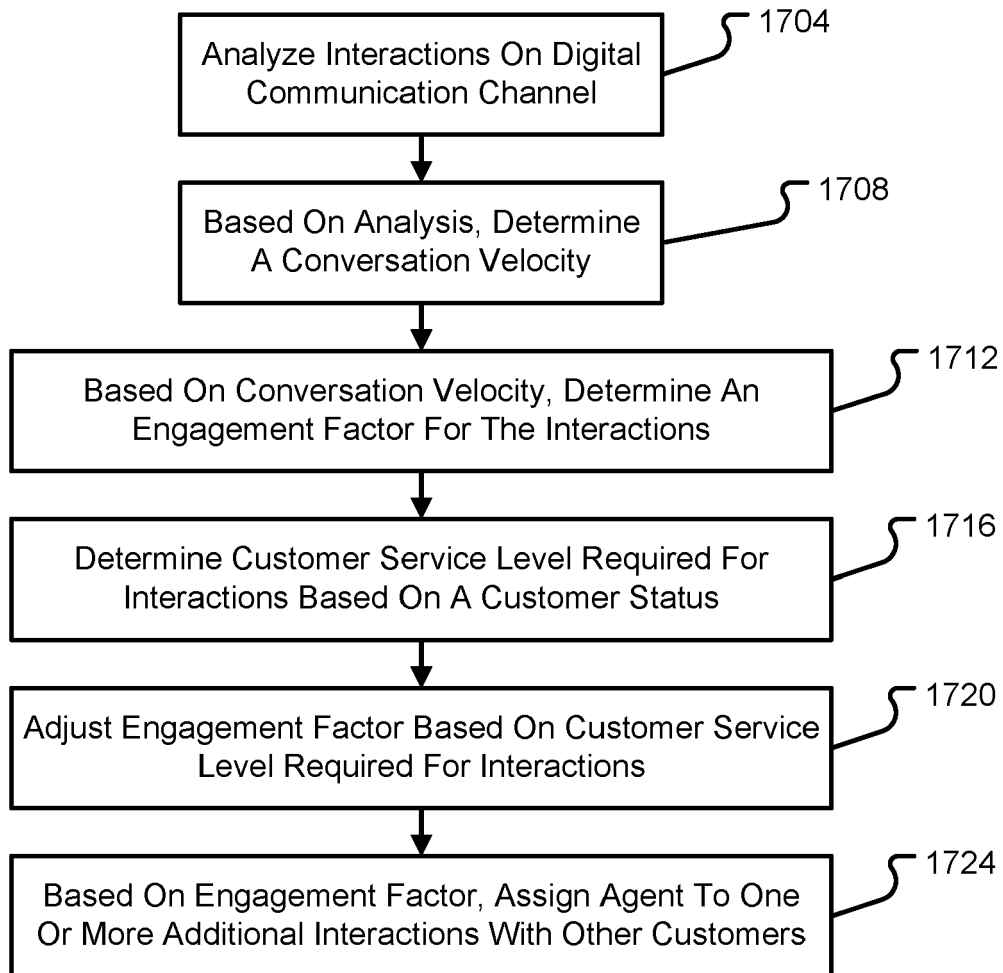 Analyze Interactions On Digital
Communication Channel
1704
Based On Analysis, Determine
A Conversation Velocity
1708
Based On Conversation Velocity, Determine An
Engagement Factor For The Interactions
1712
Determine Customer Service Level Required For
Interactions Based On A Customer Status
1716
Adjust Engagement Factor Based On Customer Service
Level Required For Interactions
1720
Based On Engagement Factor, Assign Agent To One
Or More Additional Interactions With Other Customers
1724